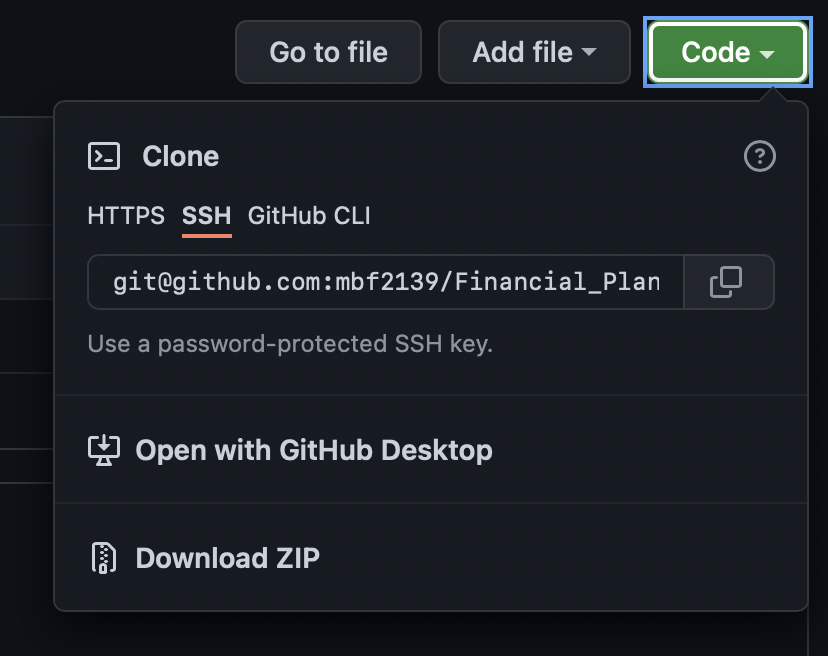 Go to file Add file Code
Clone
HTTPS SSH GitHub CLI
git@github.com:mbf2139/Financial_Plan
Use a password-protected SSH key.
Open with GitHub Desktop
Download ZIP